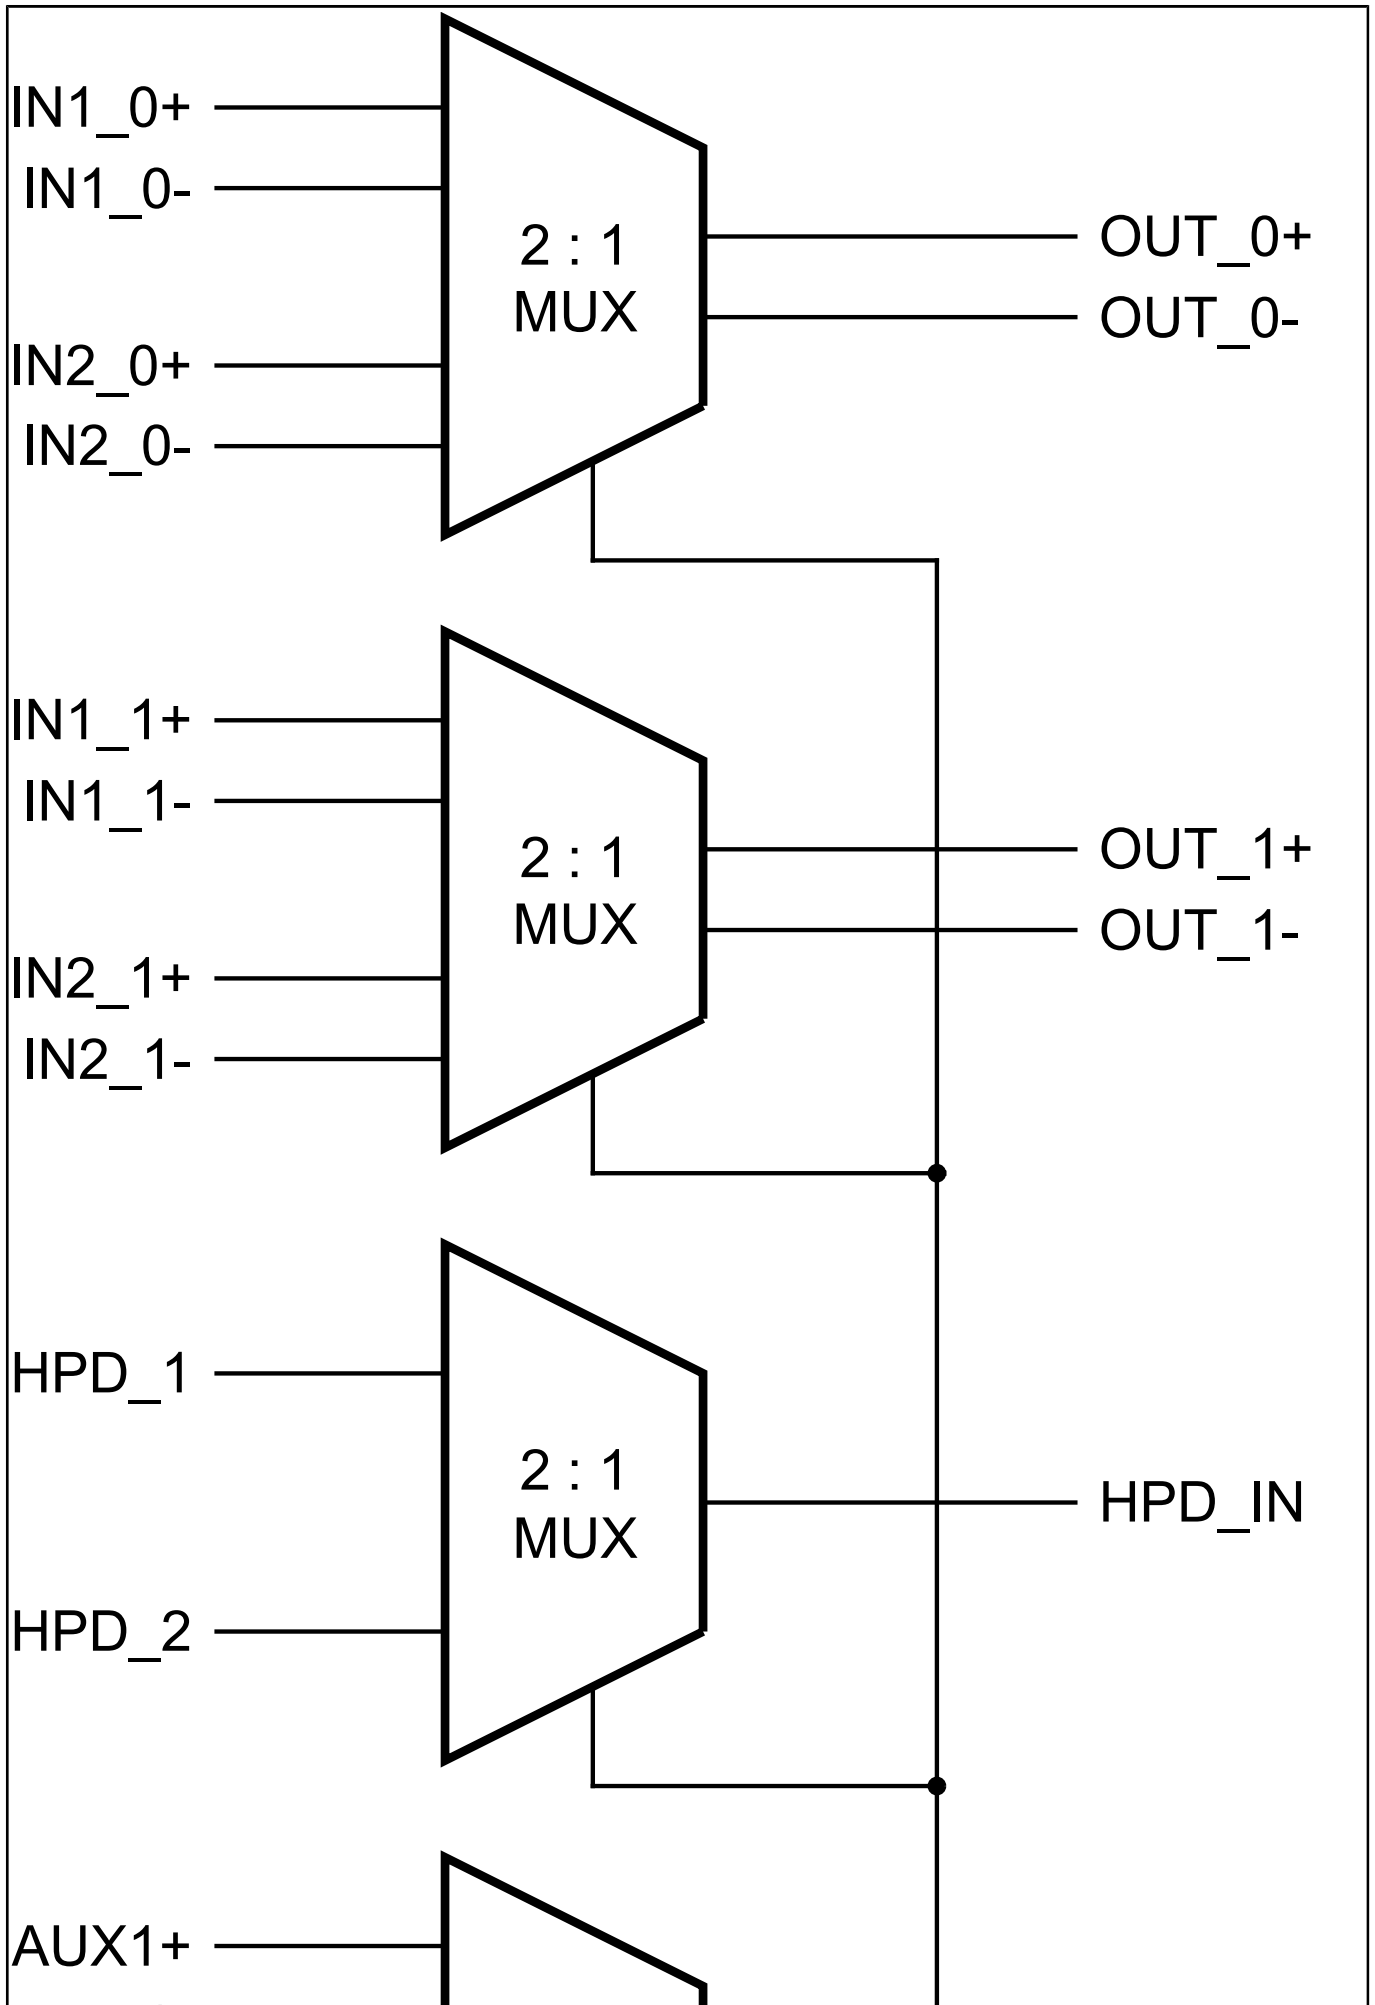 IN1_0+
IN1_0-
2 : 1
MUX
OUT_0+
OUT_0-
IN2_0+
IN2_0-
IN1_1+
IN1_1-
2 : 1
MUX
OUT_1+
OUT_1-
IN2_1+
IN2_1-
HPD_1
2 : 1
MUX
HPD_IN
HPD_2
AUX1+